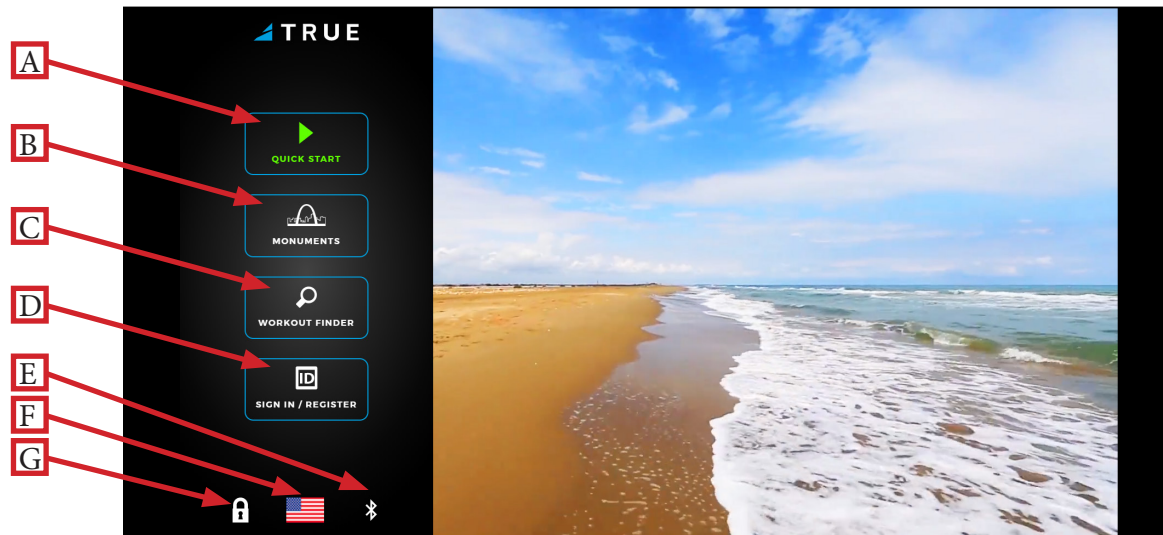 TRUE
A
QUICK START
B
MONUMENTS
C
WORKOUT FINDER
D
ID
SIGN IN / REGISTER
E
F
G